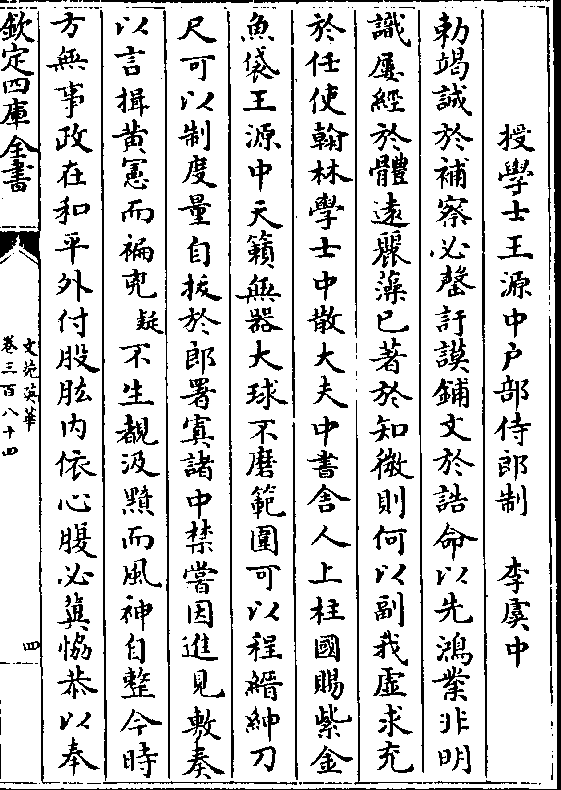 授學士王源中戶部侍郎制 李虞中
勅竭誠於補察必罄訏謨鋪文於誥命以先鴻業非明
識屢經於體遠麗藻已著於知微則何以副我虛求充
於任使翰林學士中散大夫中書舍人上柱國賜紫金
魚袋王源中天籟無器大球不磨範圍可以程縉紳刀
尺可以制度量自拔於郎署寘諸中禁嘗因進見敷奏
以言揖黄憲而褊兜疑不生覩汲黯而風神自整今時
方無事政在和平外付股肱内依心腹必冀恊恭以奉
欽定四庫全書
文苑英華
卷三百八十四
四